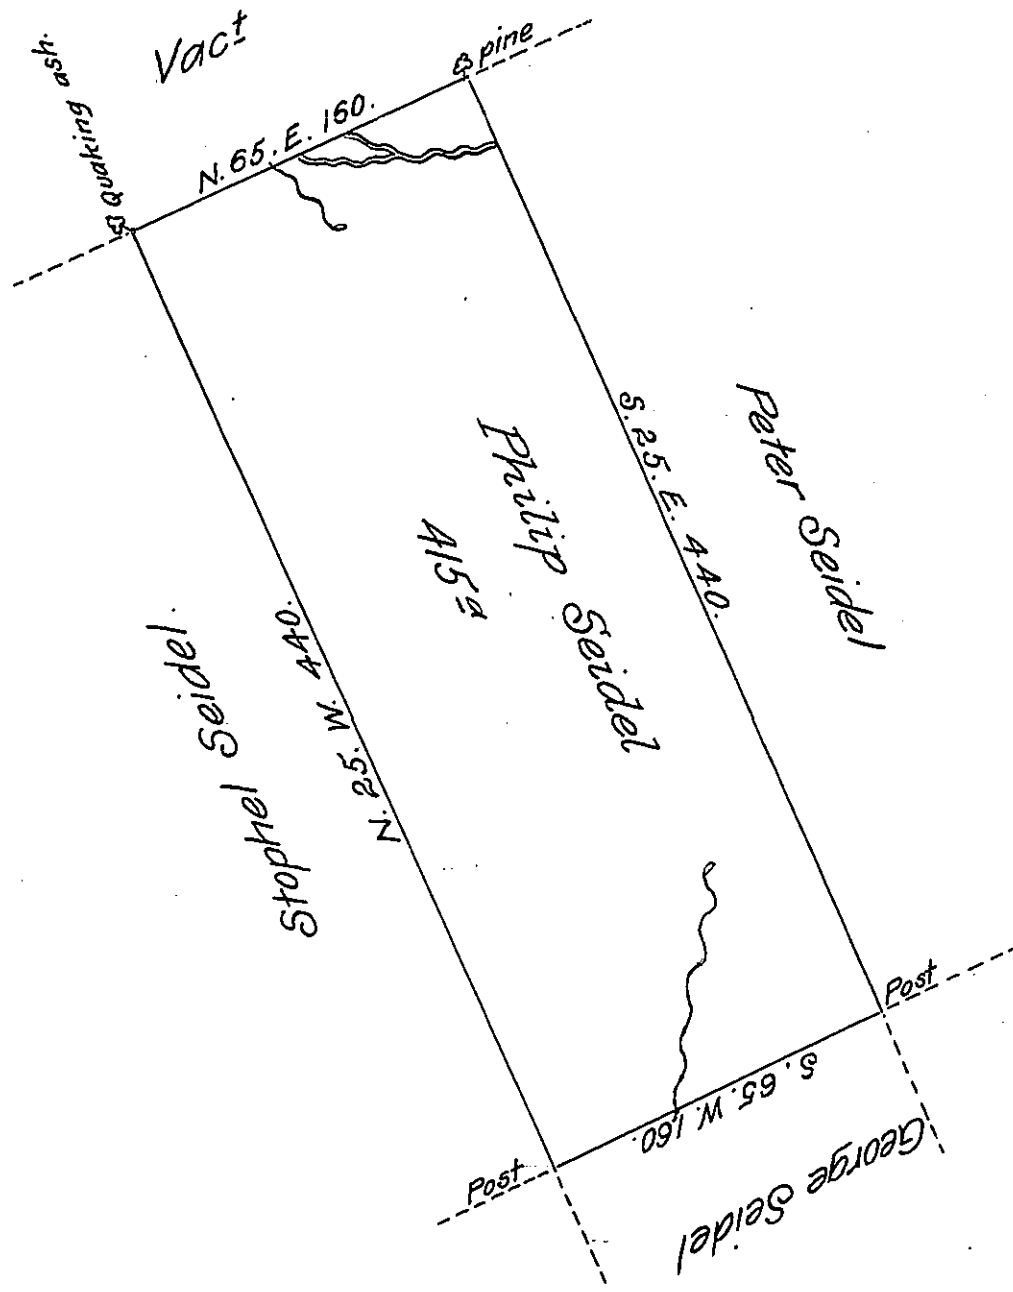 Vact
pine
Quaking ash.
N. 65. E. 160.
S. 25. E. 440.
Peter Seidel
Philip Seidel
415a
Stophel Seidel
N. 25. W. 440.
Post
S. 65. W. 160.
Post
George Seidel